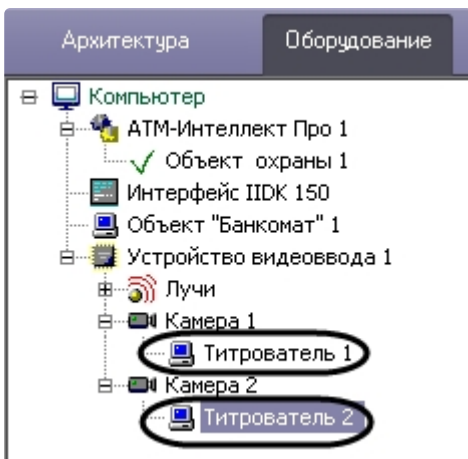 Архитектура Оборудование
Компьютер
АТМ-Интеллект Про 1
Объект охраны 1
Интерфейс IIDK 150
Объект "Банкомат" 1
Устройство видеоввода 1
Лучи
Камера 1
Титрователь 1
Камера 2
Титрователь 2